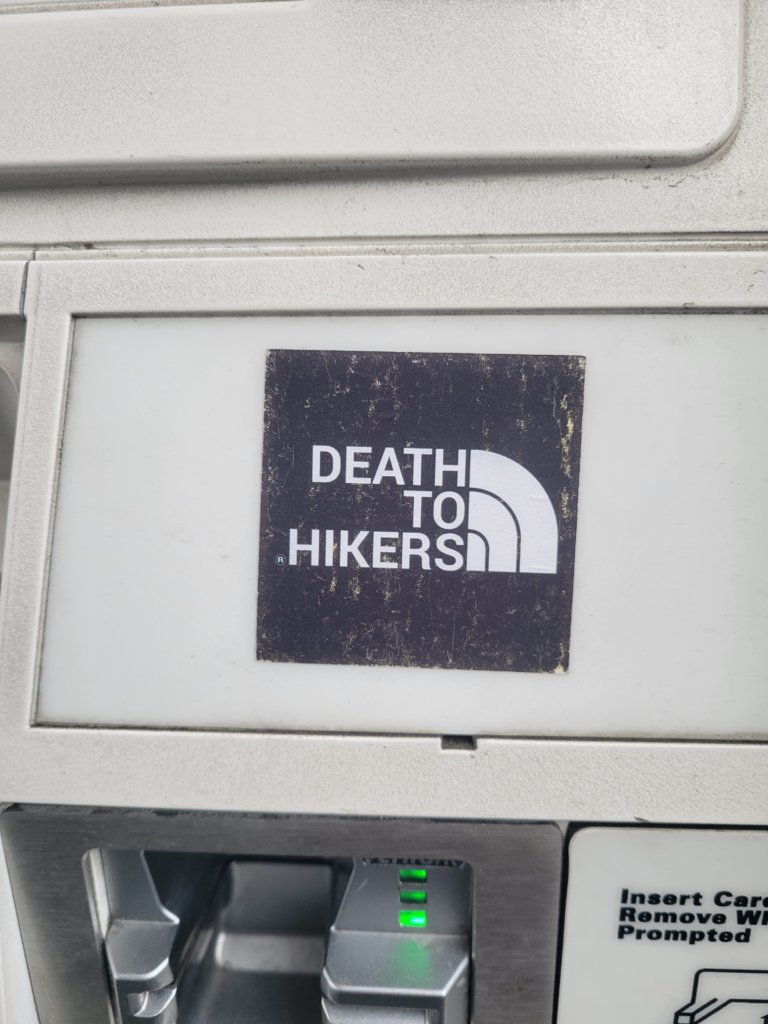 DEATH
TO
® HIKERS
Insert
Remove
Prompted